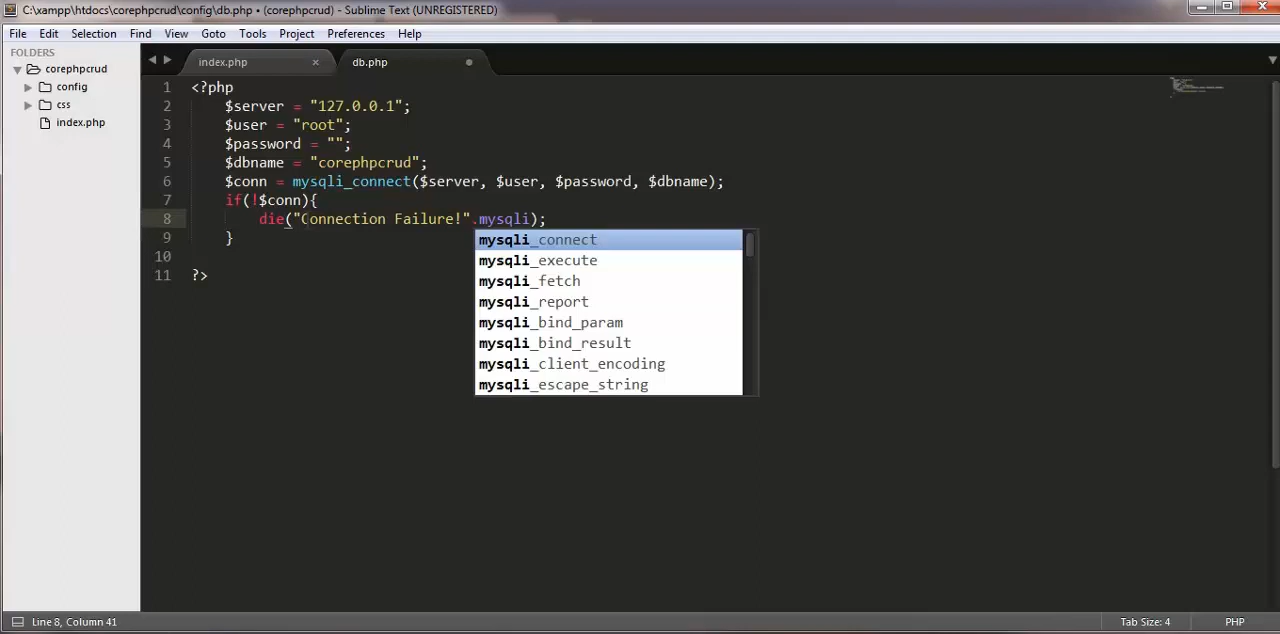 C:\xampp\htdocs\corephpcrud\config\db.php • (corephpcrud) - Sublime Text (UNREGISTERED)
File Edit Selection Find View Goto Tools Project Preferences Help
FOLDERS
corephpcrud
config
css
index.php
index.php × db.php
1 <?php
2 $server = "127.0.0.1";
3 $user = "root";
4 $password = "";
5 $dbname = "corephpcrud";
6 $conn = mysqli_connect($server, $user, $password, $dbname);
7 if(!$conn){
8 die("Connection Failure!".mysqli);
9 }
10
11 ?>
mysqli_connect
mysqli_execute
mysqli_fetch
mysqli_report
mysqli_bind_param
mysqli_bind_result
mysqli_client_encoding
mysqli_escape_string
Line 8, Column 41 Tab Size: 4 PHP